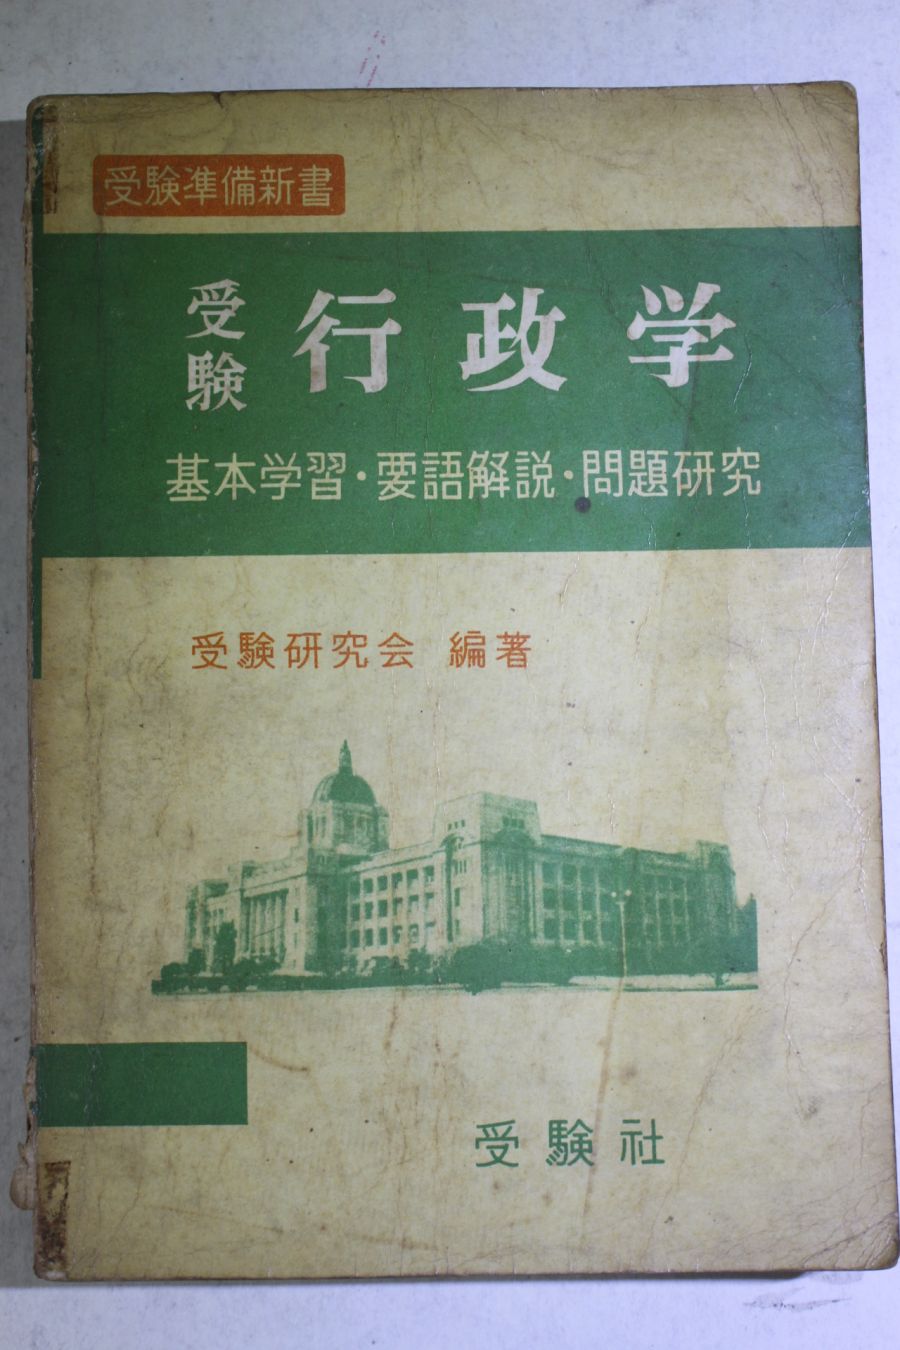 受験準備新書
受験 行政学
基本学習·要語解説·問題研究
受験研究会 編著
受験社